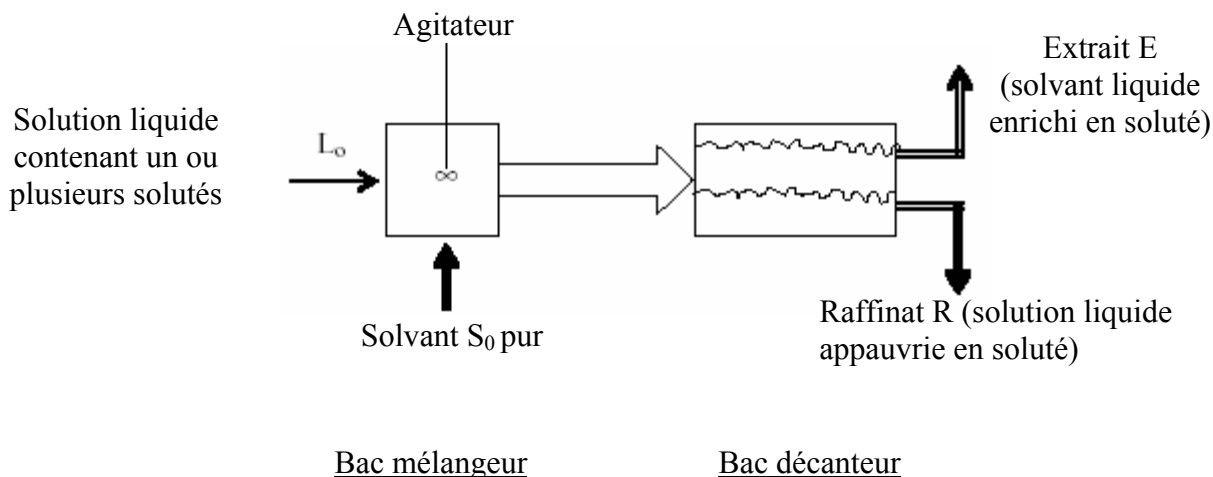 Agitateur
Solution liquide
contenant un ou
plusieurs solutés
Lo
∞
Extrait E
(solvant liquide
enrichi en soluté)
Solvant S₀ pur
Raffinat R (solution liquide
appauvrie en soluté)
Bac mélangeur
Bac décanteur